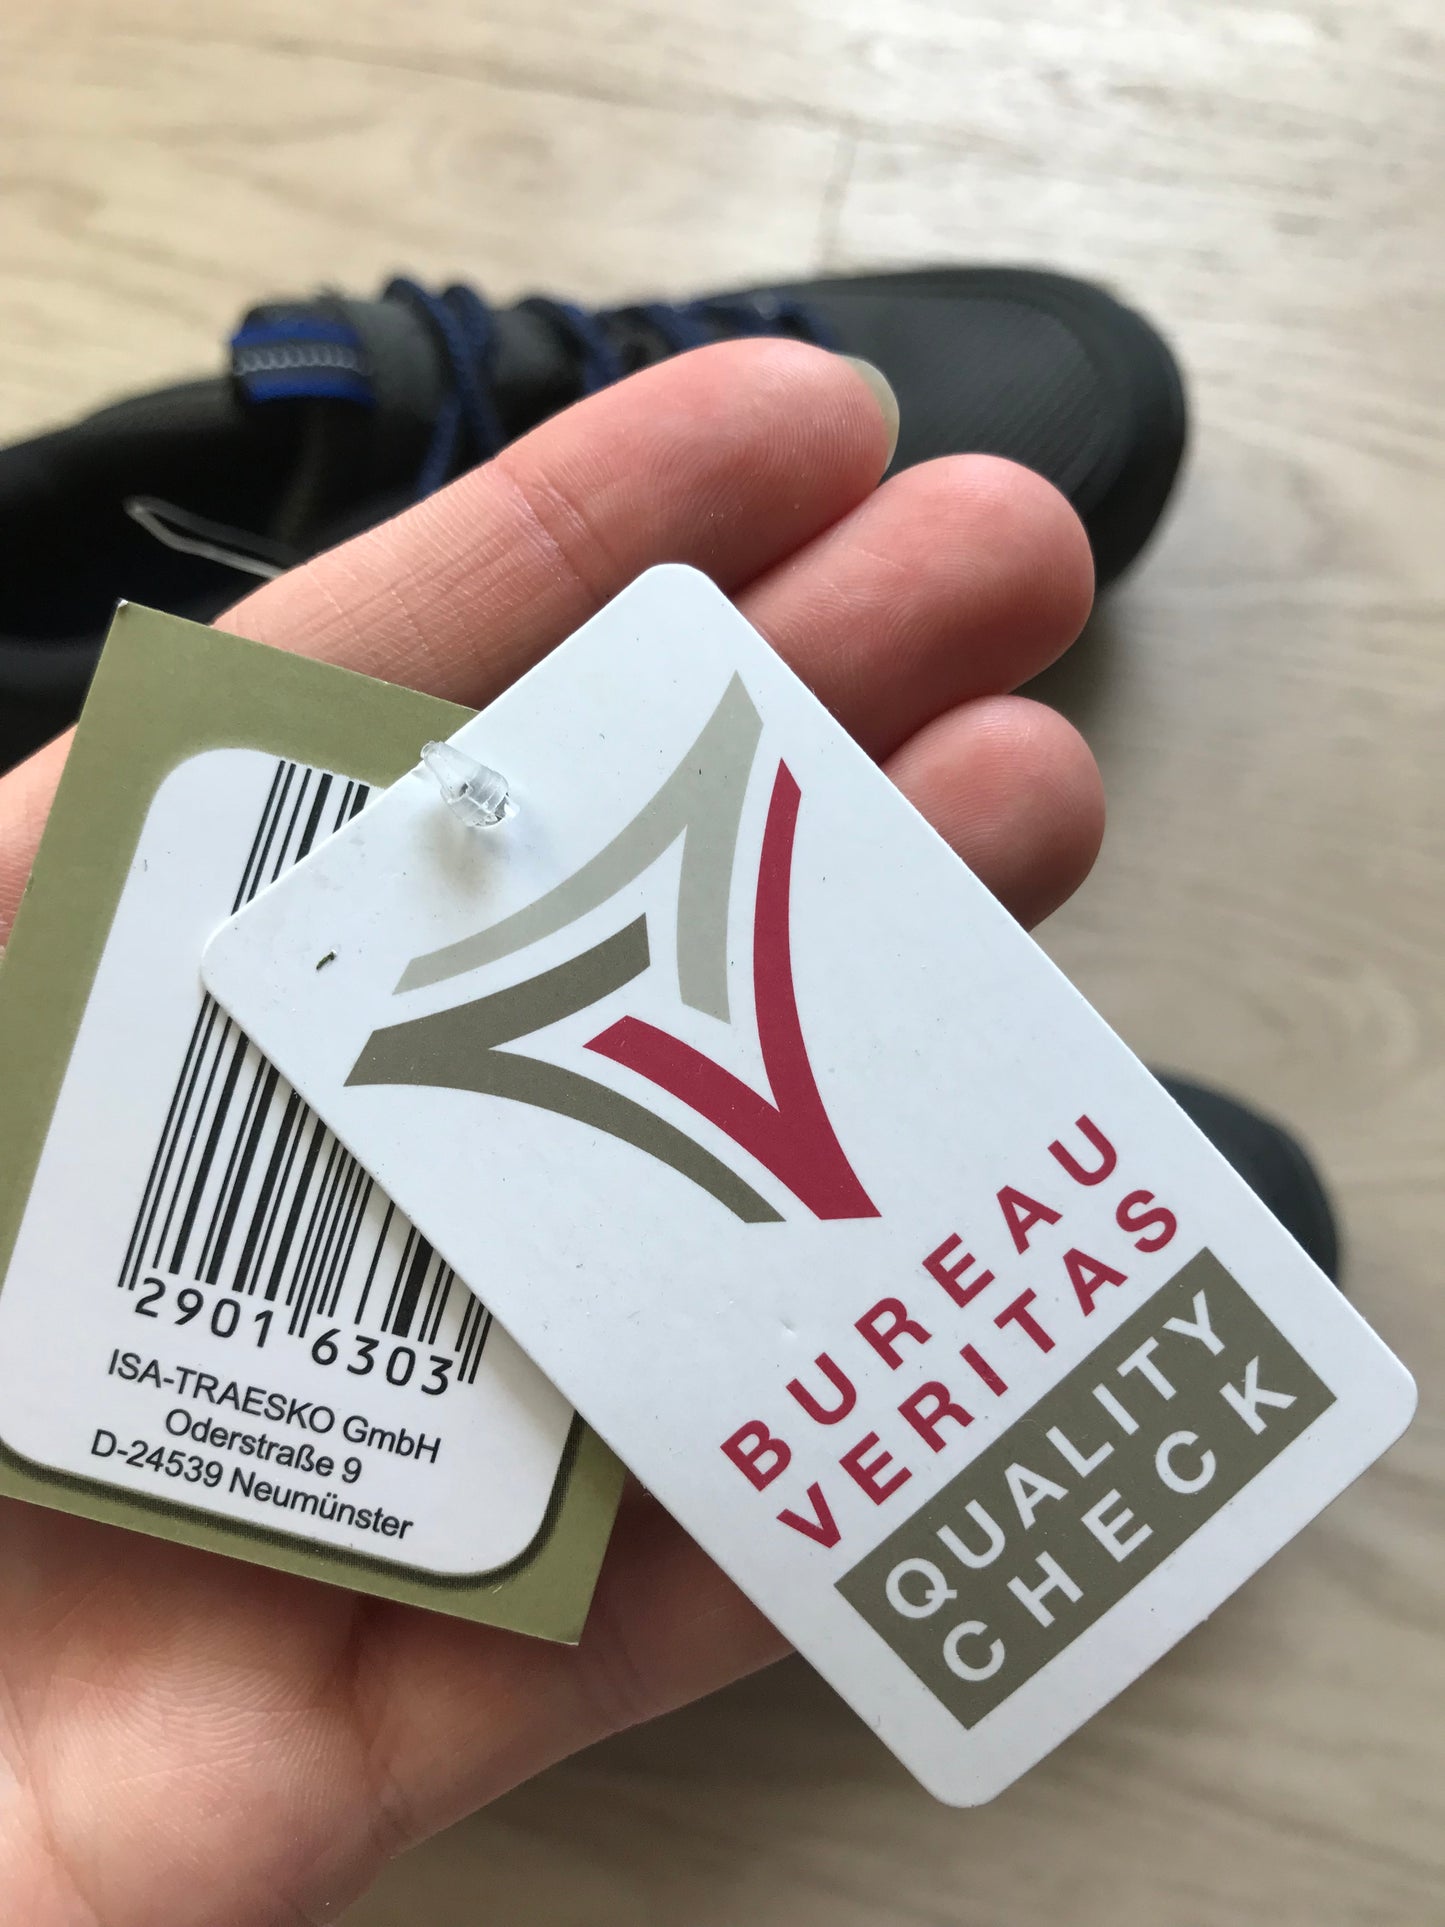 2901 6303
ISA-TRAESKO GmbH
Oderstraße 9
D-24539 Neumünster
BUREAU
VERITAS
QUALITY
CHECK